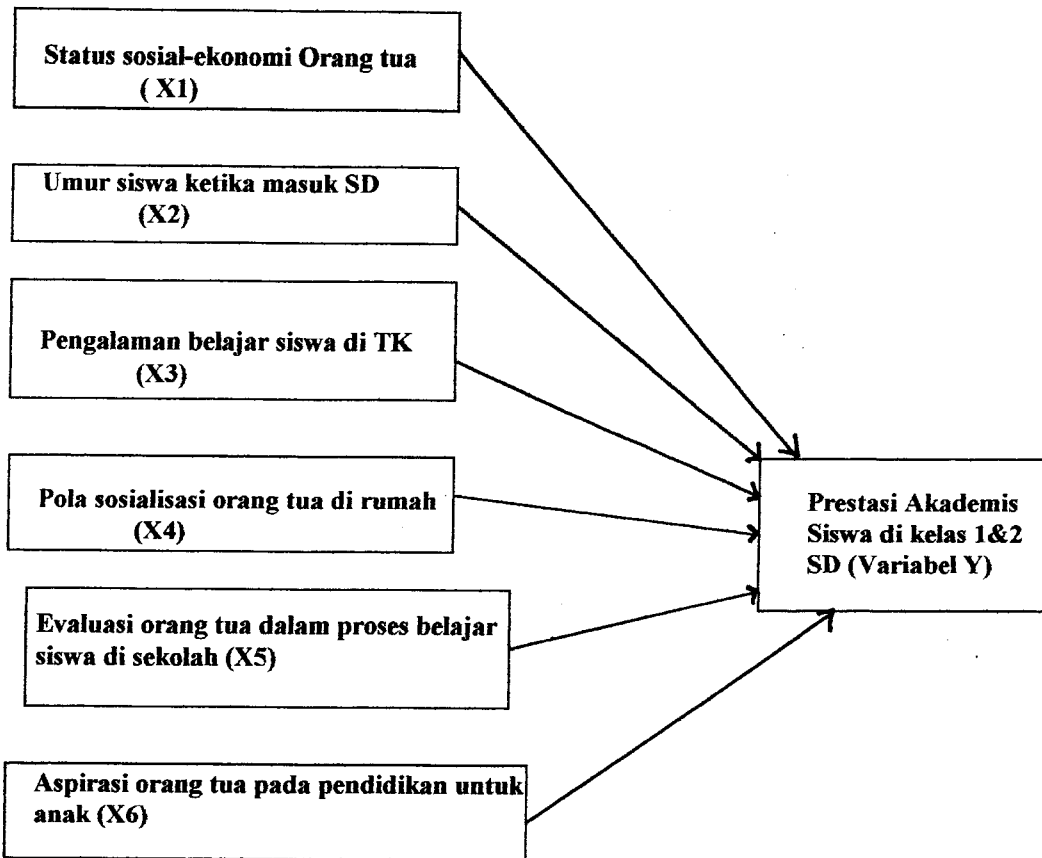 Status sosial-ekonomi Orang tua
( X1)
Umur siswa ketika masuk SD
(X2)
Pengalaman belajar siswa di TK
(X3)
Pola sosialisasi orang tua di rumah
(X4)
Evaluasi orang tua dalam proses belajar
siswa di sekolah (X5)
Aspirasi orang tua pada pendidikan untuk
anak (X6)
Prestasi Akademis
Siswa di kelas 1&2
SD (Variabel Y)